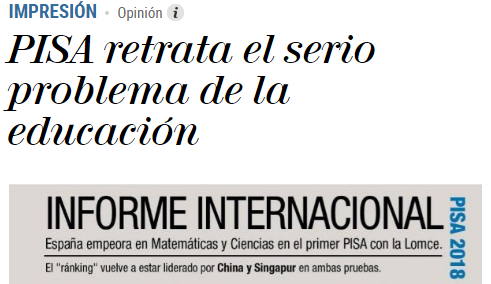 IMPRESIÓN • Opinión i
PISA retrata el serio
problema de la
educación
INFORME INTERNACIONAL
España empeora en Matemáticas y Ciencias en el primer PISA con la Lomce.
El "ránking" vuelve a estar liderado por China y Singapur en ambas pruebas.
PISA 2018